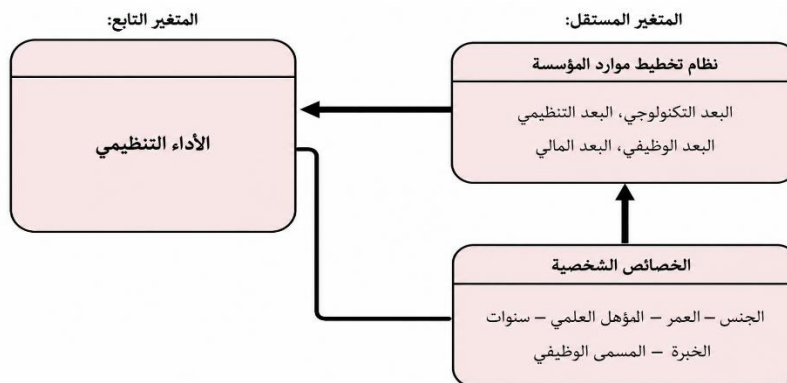 المتغير المستقل:
نظام تخطيط موارد المؤسسة
البعد التكنولوجي، البعد التنظيمي
البعد الوظيفي، البعد المالي
المتغير التابع:
الأداء التنظيمي
الخصائص الشخصية
الجنس – العمر – المؤهل العلمي – سنوات
الخبرة – المسمى الوظيفي